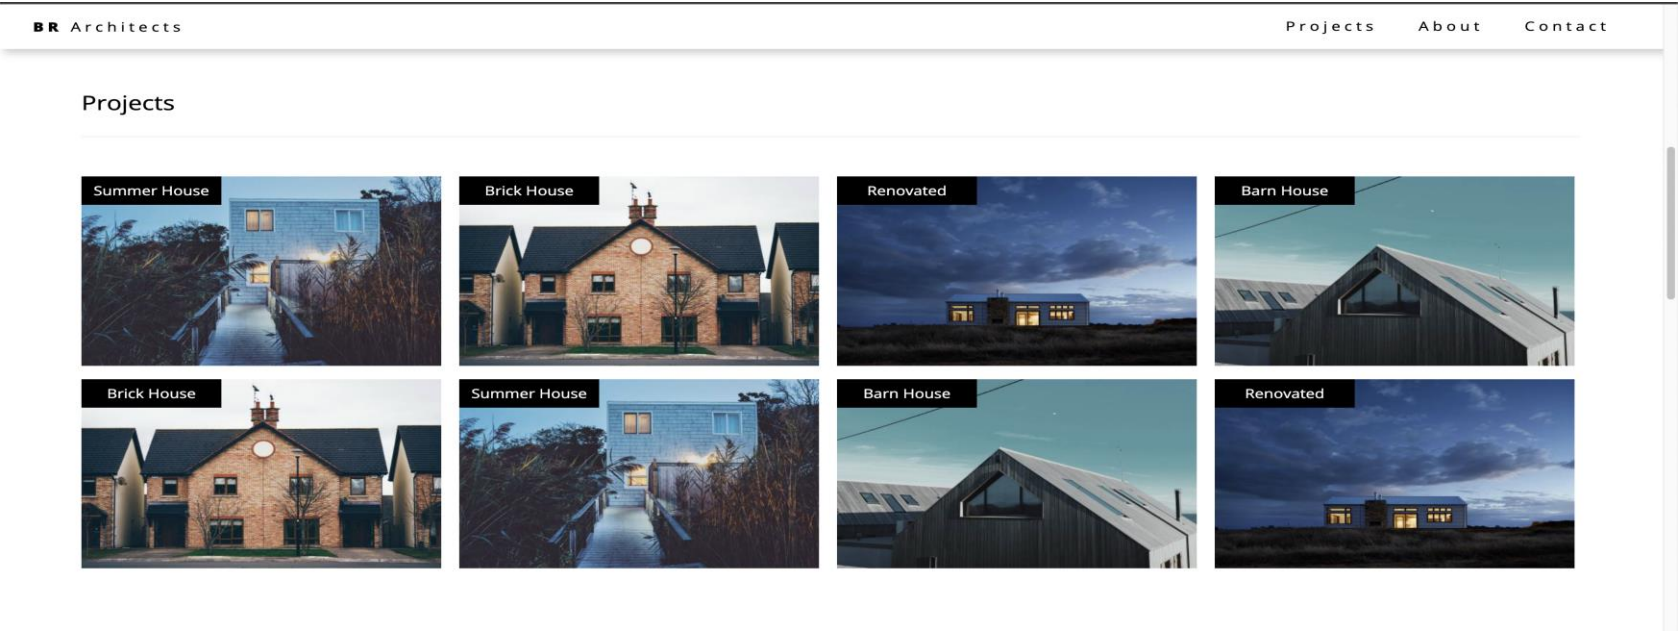 BR Architects
Projects About Contact
Projects
Summer House
Brick House
Renovated
Barn House
Brick House
Summer House
Barn House
Renovated